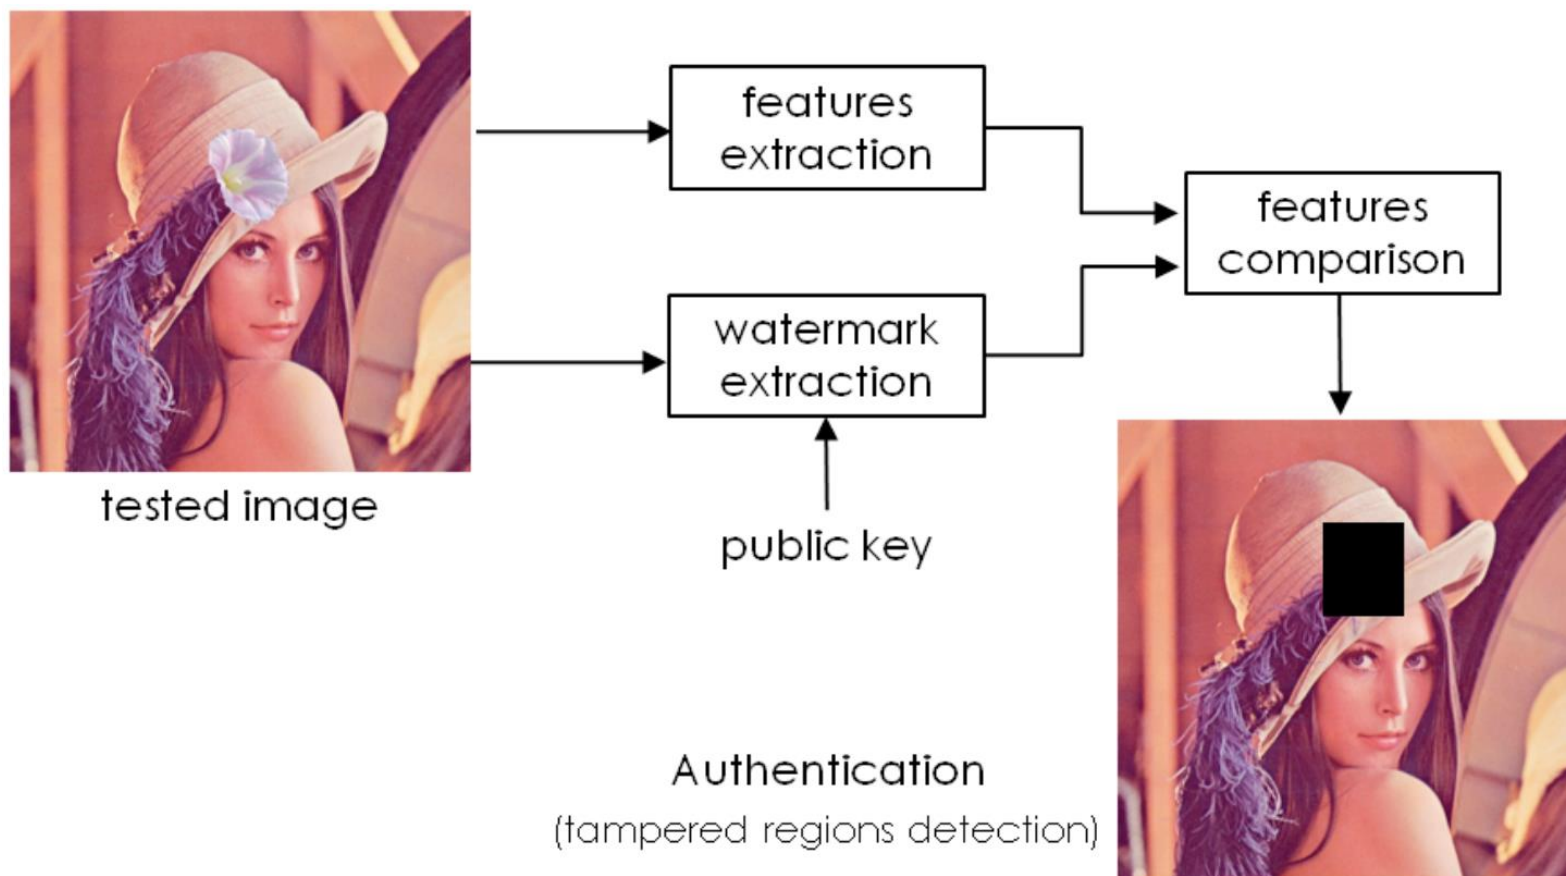 features
extraction
features
comparison
watermark
extraction
tested image
public key
Authentication
(tampered regions detection)